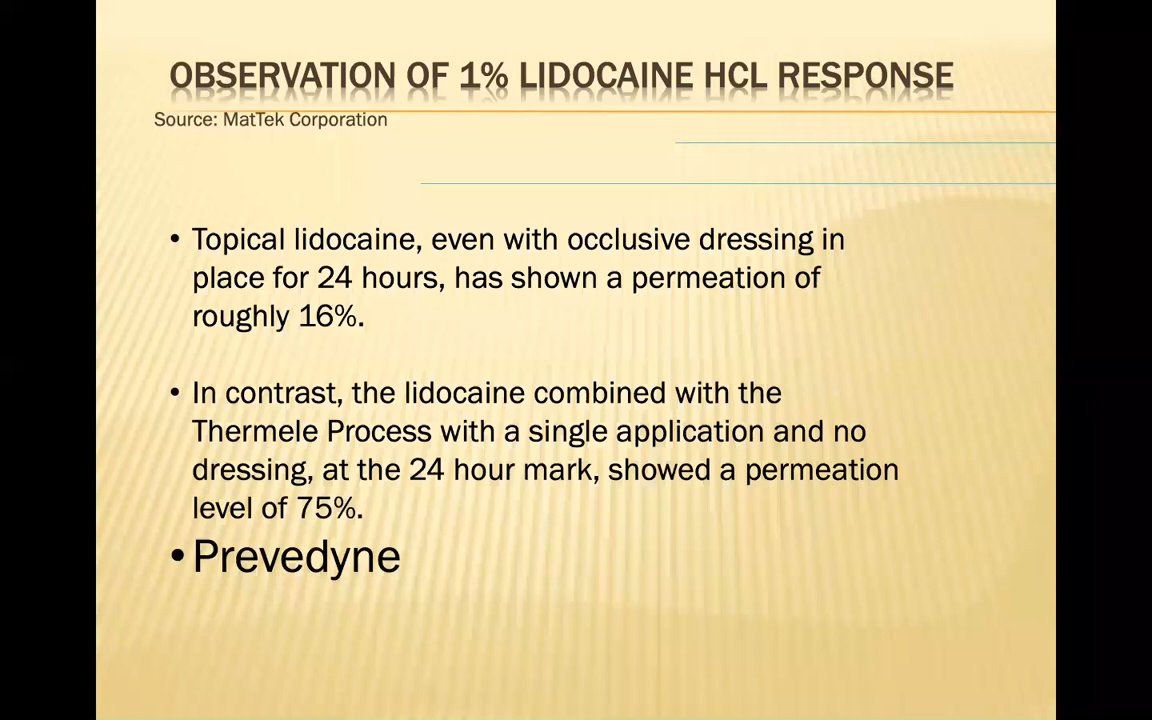 OBSERVATION OF 1% LIDOCAINE HCL RESPONSE
Source: MatTek Corporation
• Topical lidocaine, even with occlusive dressing in
place for 24 hours, has shown a permeation of
roughly 16%.
• In contrast, the lidocaine combined with the
Thermele Process with a single application and no
dressing, at the 24 hour mark, showed a permeation
level of 75%.
• Prevedyne